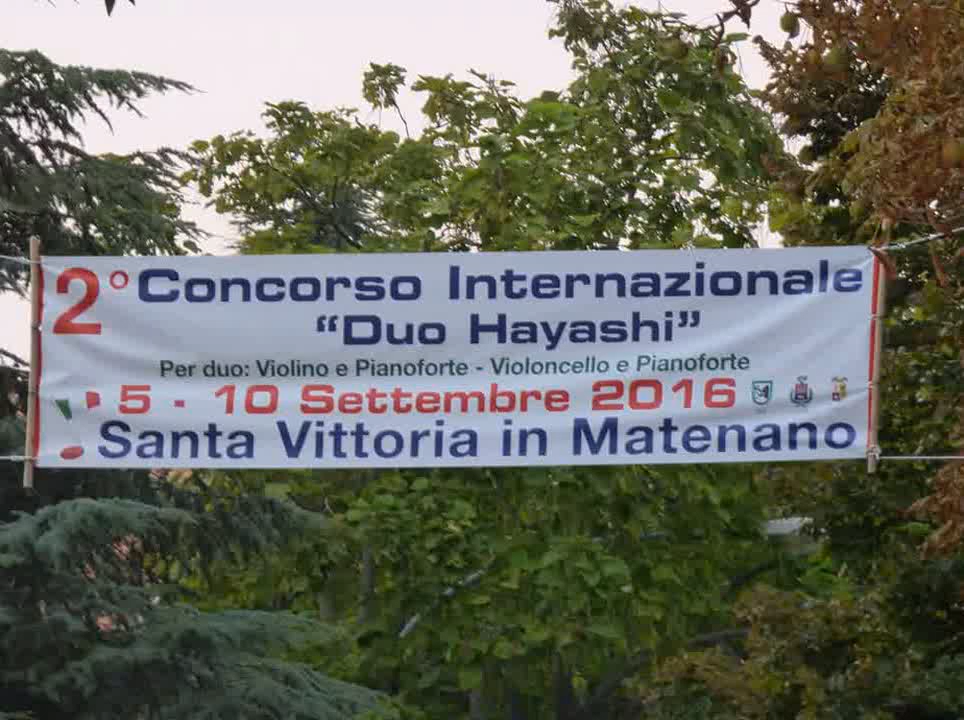 2° Concorso Internazionale
“Duo Hayashi”
Per duo: Violino e Pianoforte - Violoncello e Pianoforte
5 - 10 Settembre 2016
Santa Vittoria in Matenano